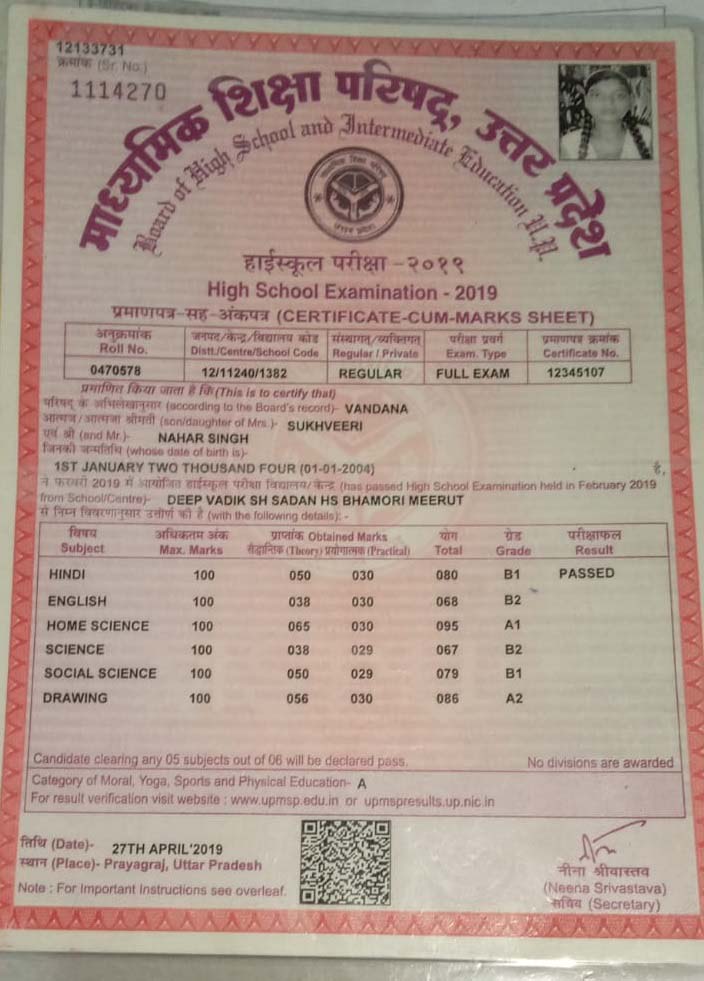 12133731
क्रमांक (Sr. No.)
1114270
माध्यमिक शिक्षा परिषद्, उत्तर प्रदेश
Board of High School and Intermediate Education U.P.
हाईस्कूल परीक्षा - २०१९
High School Examination - 2019
प्रमाणपत्र-सह-अंकपत्र (CERTIFICATE-CUM-MARKS SHEET)
अनुक्रमांक जनपद/केन्द्र/विद्यालय कोड संस्थागत/व्यक्तिगत परीक्षा प्रवर्ग प्रमाणपत्र क्रमांक
Roll No. Distt./Centre/School Code Regular / Private Exam. Type Certificate No.
0470578 12/11240/1382 REGULAR FULL EXAM 12345107
प्रमाणित किया जाता है कि (This is to certify that)
परिषद् के अभिलेखानुसार (according to the Board's record)- VANDANA
आत्मज/आत्मजा श्रीमती (son/daughter of Mrs.)- SUKHVEERI
एवं श्री (and Mr.)- NAHAR SINGH
जिनकी जन्मतिथि (whose date of birth is)-
1ST JANUARY TWO THOUSAND FOUR (01-01-2004) है,
ने फरवरी 2019 में आयोजित हाईस्कूल परीक्षा विद्यालय/केन्द्र (has passed High School Examination held in February 2019
from School/Centre)- DEEP VADIK SH SADAN HS BHAMORI MEERUT
से निम्न विवरणानुसार उत्तीर्ण की है (with the following details): -
विषय अधिकतम अंक प्राप्तांक Obtained Marks योग ग्रेड परीक्षाफल
Subject Max. Marks सैद्धान्तिक (Theory) प्रयोगात्मक (Practical) Total Grade Result
HINDI 100 050 030 080 B1 PASSED
ENGLISH 100 038 030 068 B2
HOME SCIENCE 100 065 030 095 A1
SCIENCE 100 038 029 067 B2
SOCIAL SCIENCE 100 050 029 079 B1
DRAWING 100 056 030 086 A2
Candidate clearing any 05 subjects out of 06 will be declared pass. No divisions are awarded
Category of Moral, Yoga, Sports and Physical Education- A
For result verification visit website : www.upmsp.edu.in or upmspresults.up.nic.in
तिथि (Date)- 27TH APRIL'2019
स्थान (Place)- Prayagraj, Uttar Pradesh
Note : For Important Instructions see overleaf.
नीना श्रीवास्तव
(Neena Srivastava)
सचिव (Secretary)